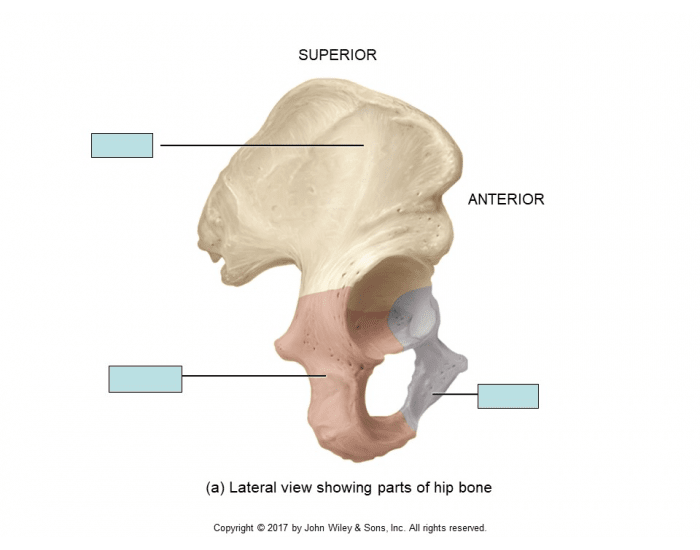 SUPERIOR
ANTERIOR
(a) Lateral view showing parts of hip bone
Copyright © 2017 by John Wiley & Sons, Inc. All rights reserved.